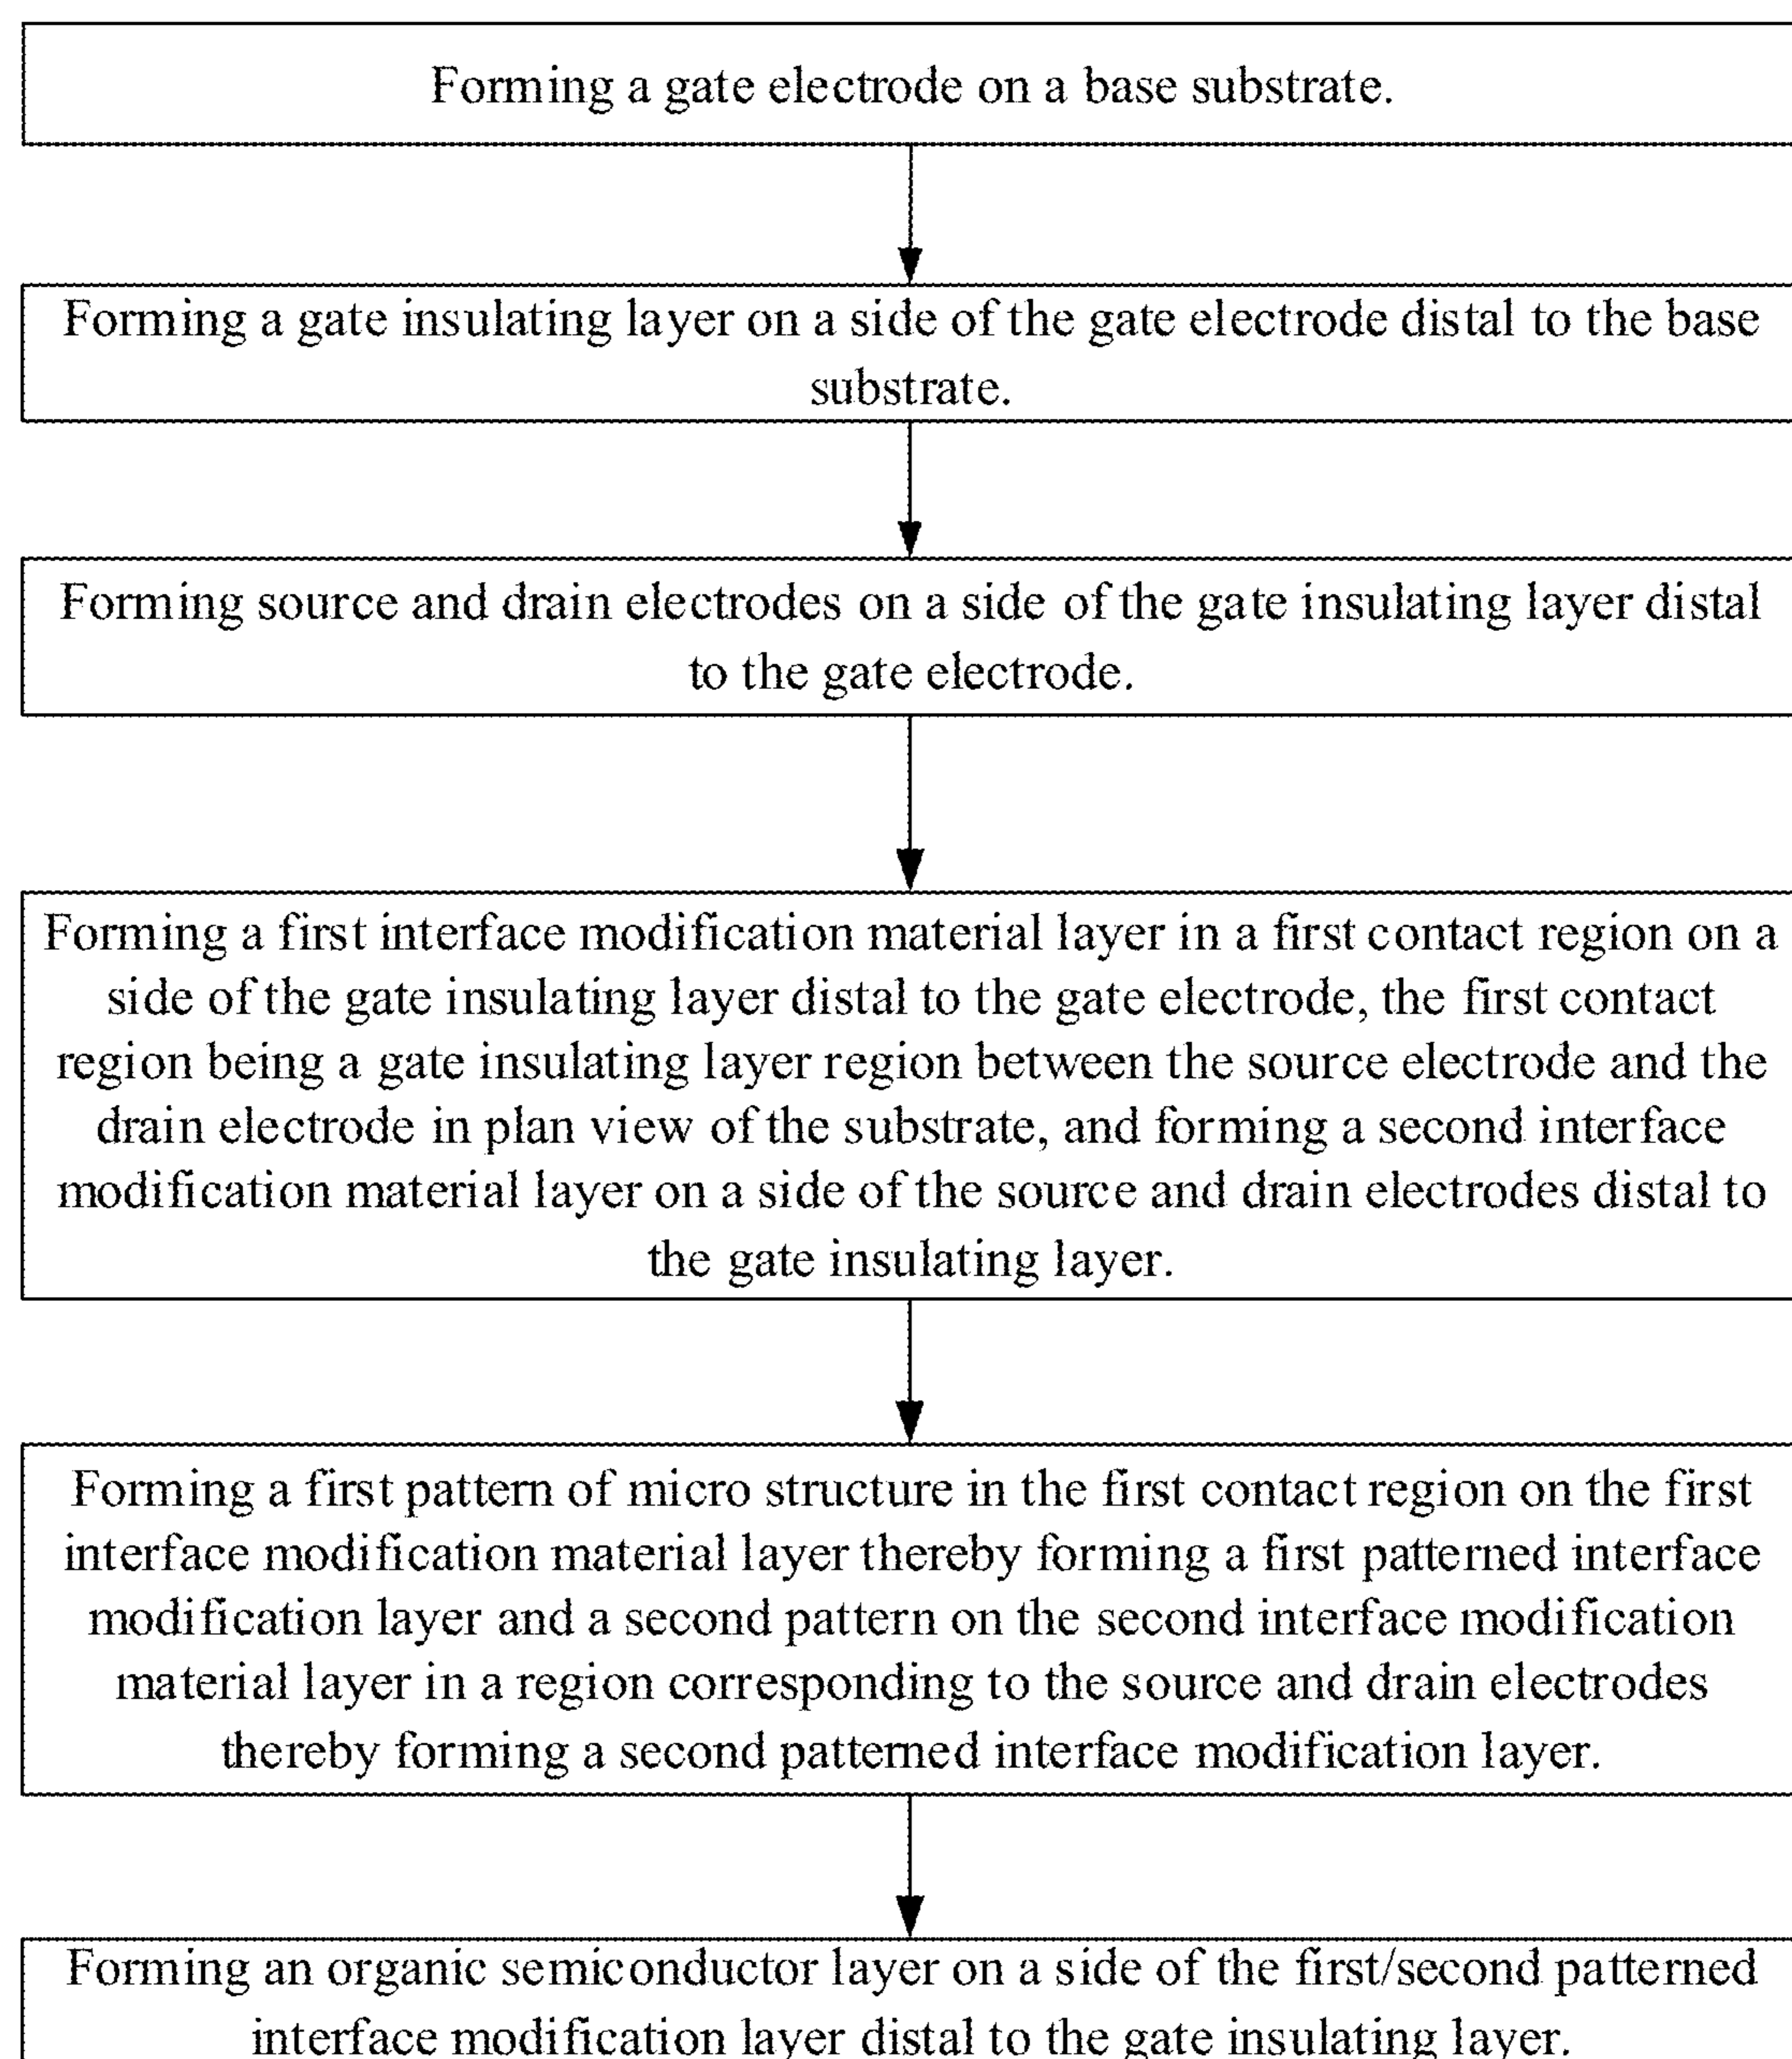 Forming a gate electrode on a base substrate.
Forming a gate insulating layer on a side of the gate electrode distal to the base
substrate.
Forming source and drain electrodes on a side of the gate insulating layer distal
to the gate electrode.
Forming a first interface modification material layer in a first contact region on a
side of the gate insulating layer distal to the gate electrode, the first contact
region being a gate insulating layer region between the source electrode and the
drain electrode in plan view of the substrate, and forming a second interface
modification material layer on a side of the source and drain electrodes distal to
the gate insulating layer.
Forming a first pattern of micro structure in the first contact region on the first
interface modification material layer thereby forming a first patterned interface
modification layer and a second pattern on the second interface modification
material layer in a region corresponding to the source and drain electrodes
thereby forming a second patterned interface modification layer.
Forming an organic semiconductor layer on a side of the first/second patterned
interface modification layer distal to the gate insulating layer.